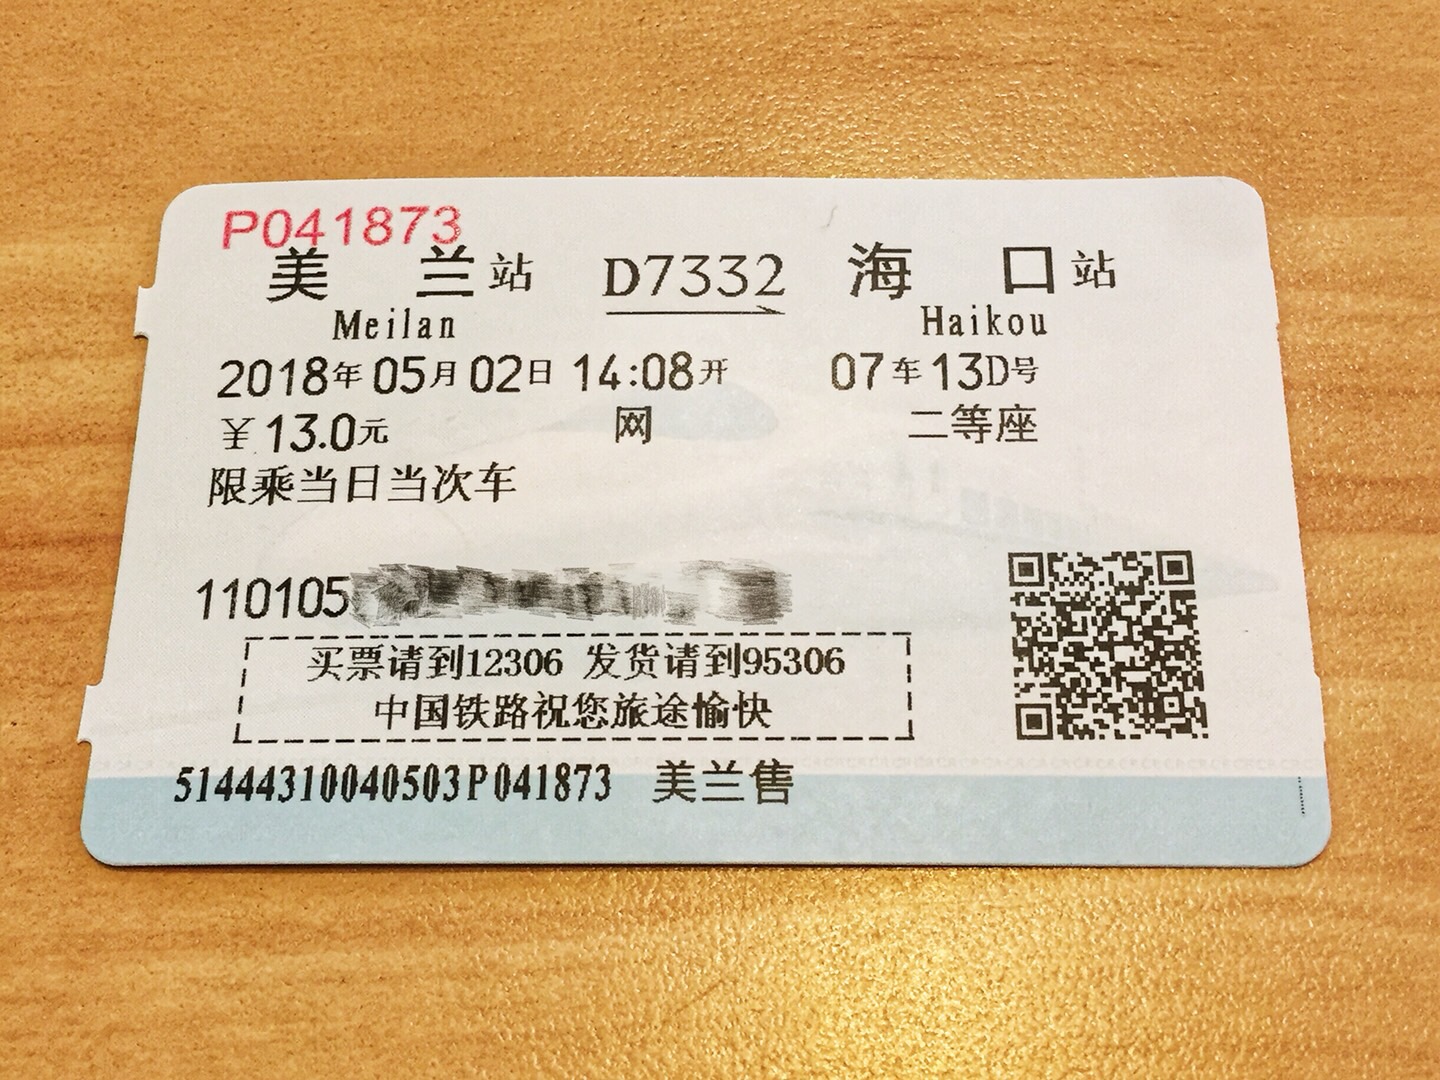 P041873
美兰站 D7332 海口站
Meilan Haikou
2018年05月02日 14:08开 07车13D号
¥13.0元 网 二等座
限乘当日当次车
110105
买票请到12306 发货请到95306
中国铁路祝您旅途愉快
51444310040503P041873 美兰售